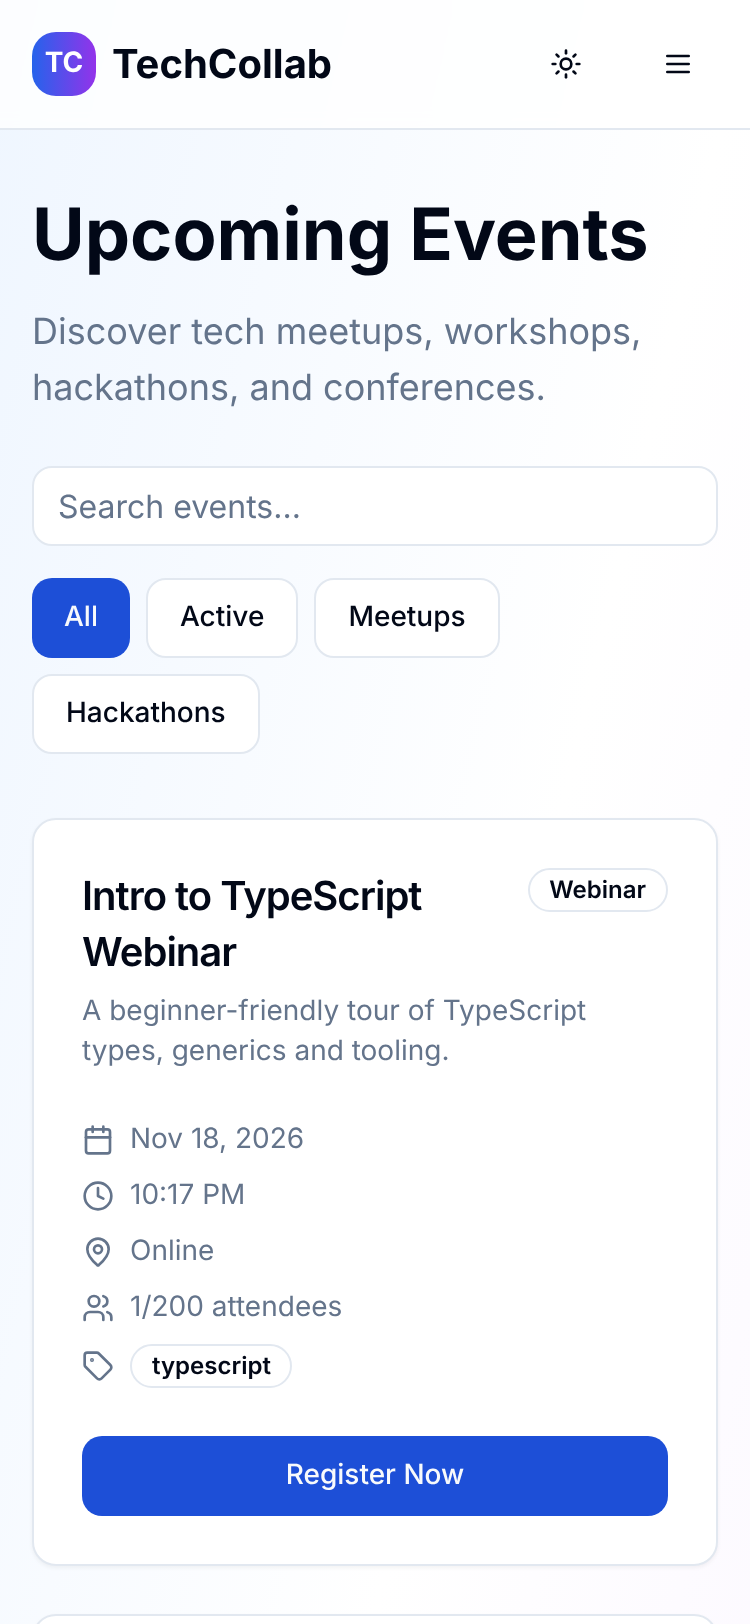 TC TechCollab
Upcoming Events
Discover tech meetups, workshops,
hackathons, and conferences.
Search events...
All Active Meetups
Hackathons
Intro to TypeScript
Webinar
Webinar
A beginner-friendly tour of TypeScript
types, generics and tooling.
Nov 18, 2026
10:17 PM
Online
1/200 attendees
typescript
Register Now